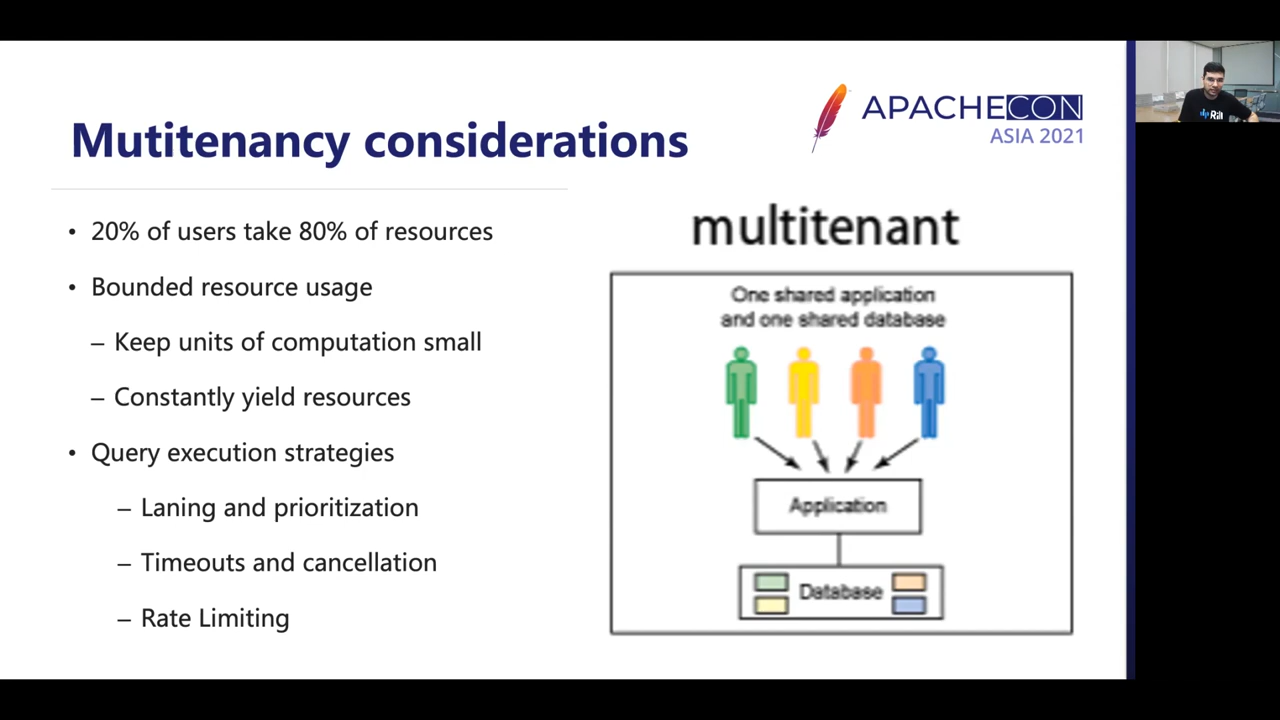 APACHECON
ASIA 2021
Mutitenancy considerations
• 20% of users take 80% of resources
• Bounded resource usage
– Keep units of computation small
– Constantly yield resources
• Query execution strategies
– Laning and prioritization
– Timeouts and cancellation
– Rate Limiting
multitenant
One shared application
and one shared database
Application
Database